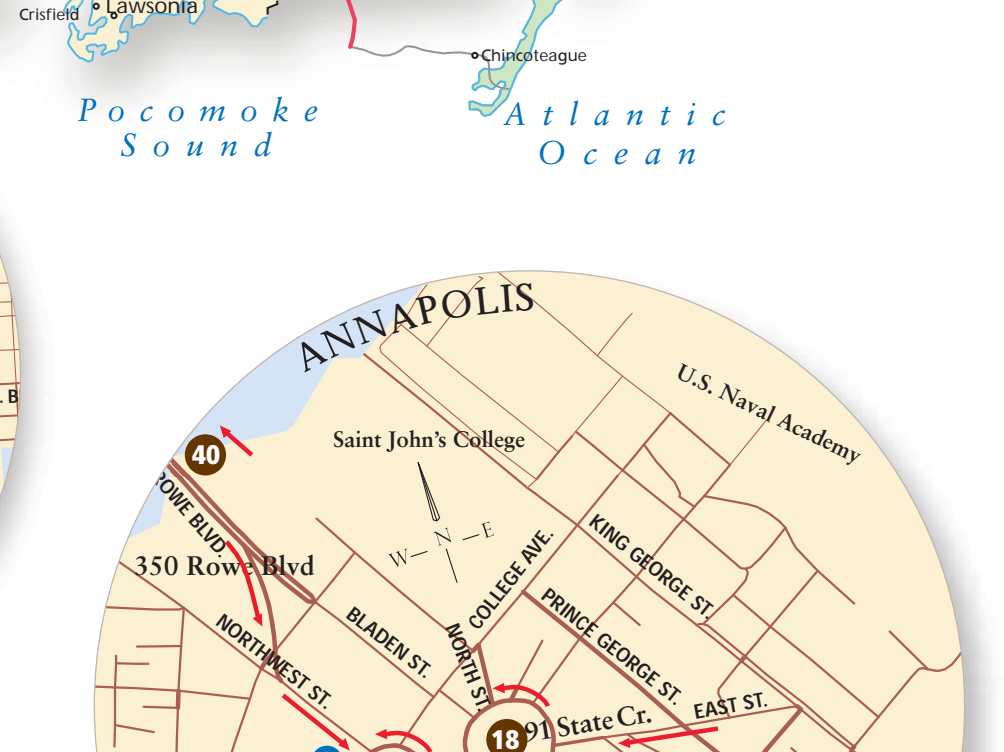 Crisfield
Lawsonia
Chincoteague
Pocomoke
Sound
Atlantic
Ocean
. B
ANNAPOLIS
U.S. Naval Academy
Saint John's College
40
ROWE BLVD.
W N E
350 Rowe Blvd
COLLEGE AVE.
KING GEORGE ST.
PRINCE GEORGE ST.
BLADEN ST.
NORTH ST.
NORTHWEST ST.
EAST ST.
91 State Cr.
18